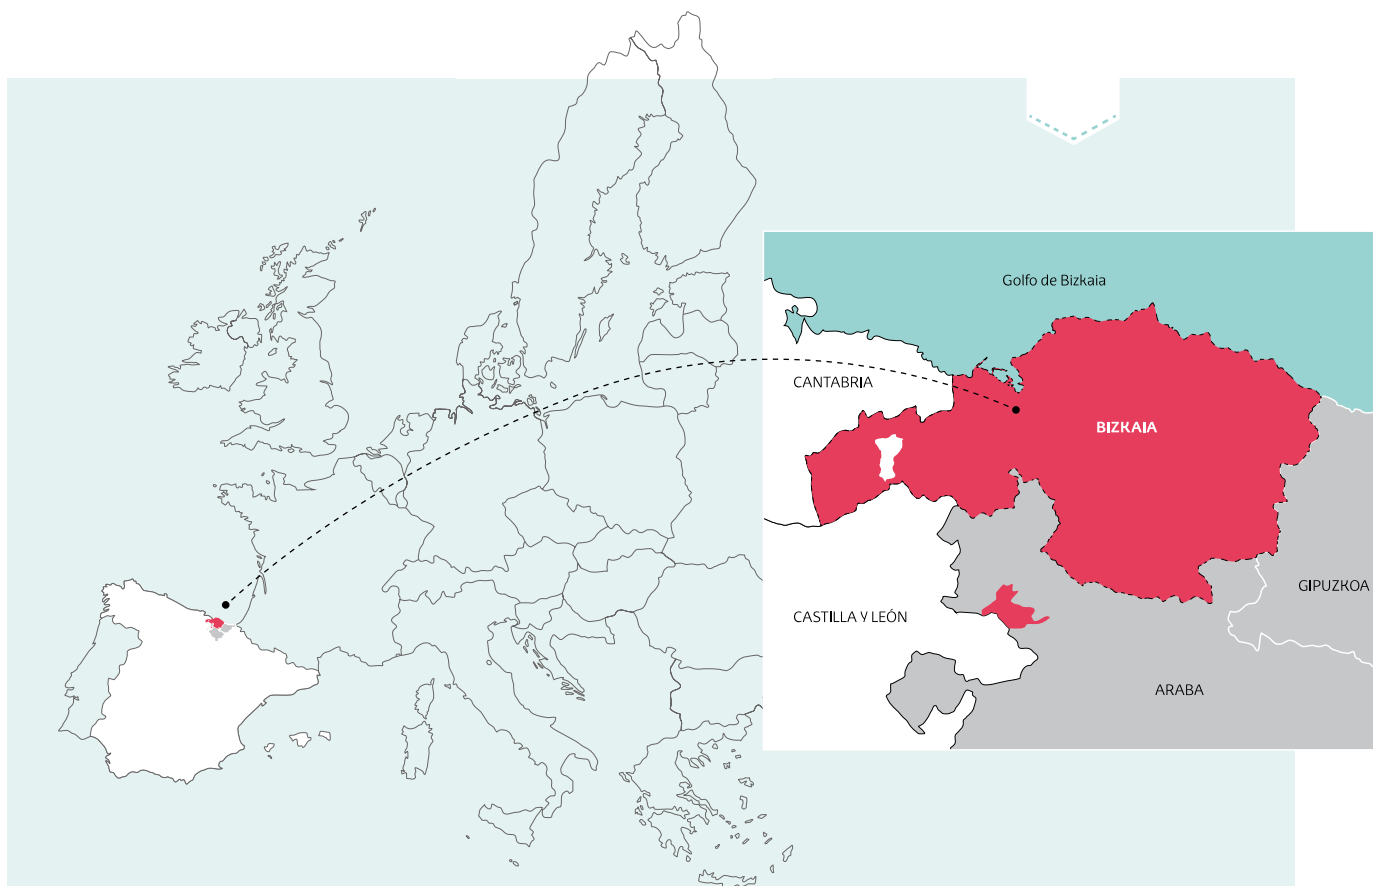 Golfo de Bizkaia
CANTABRIA
BIZKAIA
GIPUZKOA
CASTILLA Y LEÓN
ARABA